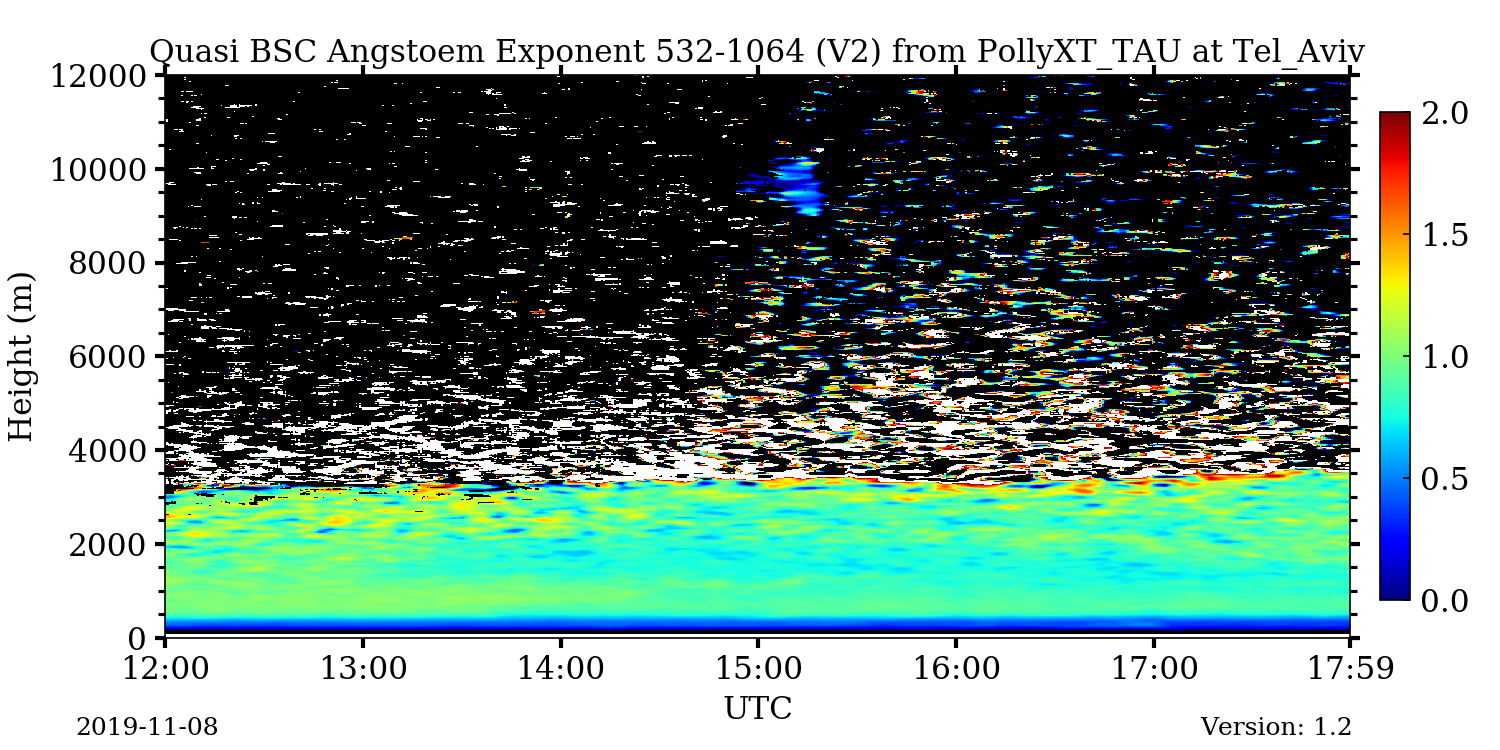 Quasi BSC Angstoem Exponent 532-1064 (V2) from PollyXT_TAU at Tel_Aviv
12000
10000
8000
6000
4000
2000
0
Height (m)
12:00 13:00 14:00 15:00 16:00 17:00 17:59
UTC
2.0
1.5
1.0
0.5
0.0
2019-11-08
Version: 1.2